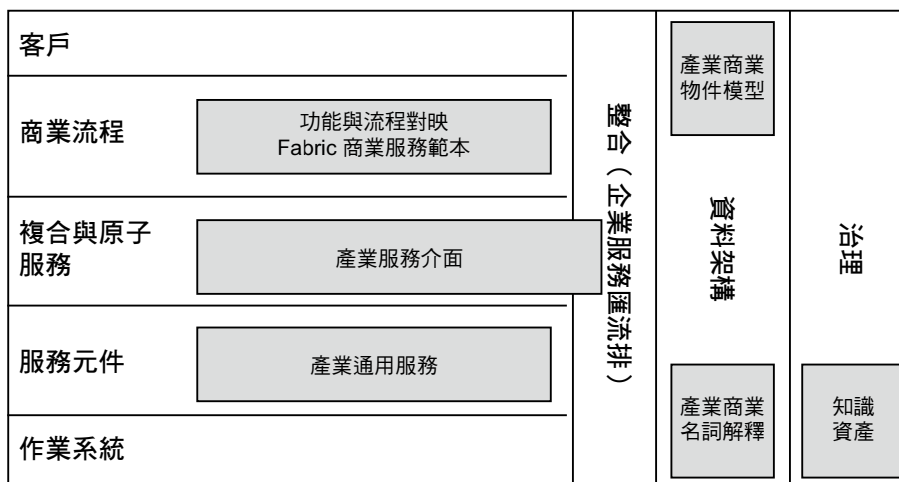 客戶
商業流程
功能與流程對映
Fabric 商業服務範本
複合與原子
服務
產業服務介面
服務元件
產業通用服務
作業系統
整合（企業服務匯流排）
產業商業
物件模型
資料架構
產業商業
名詞解釋
治理
知識
資產